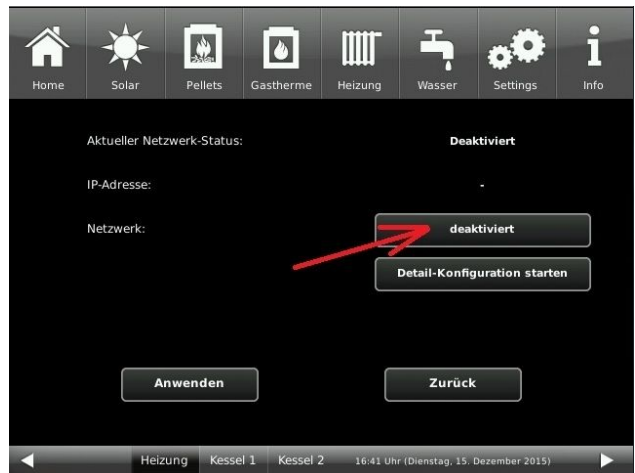 Home Solar Pellets Gastherme Heizung Wasser Settings Info
Aktueller Netzwerk-Status: Deaktiviert
IP-Adresse: -
Netzwerk: deaktiviert
Detail-Konfiguration starten
Anwenden Zurück
Heizung Kessel 1 Kessel 2 16:41 Uhr (Dienstag, 15. Dezember 2015)